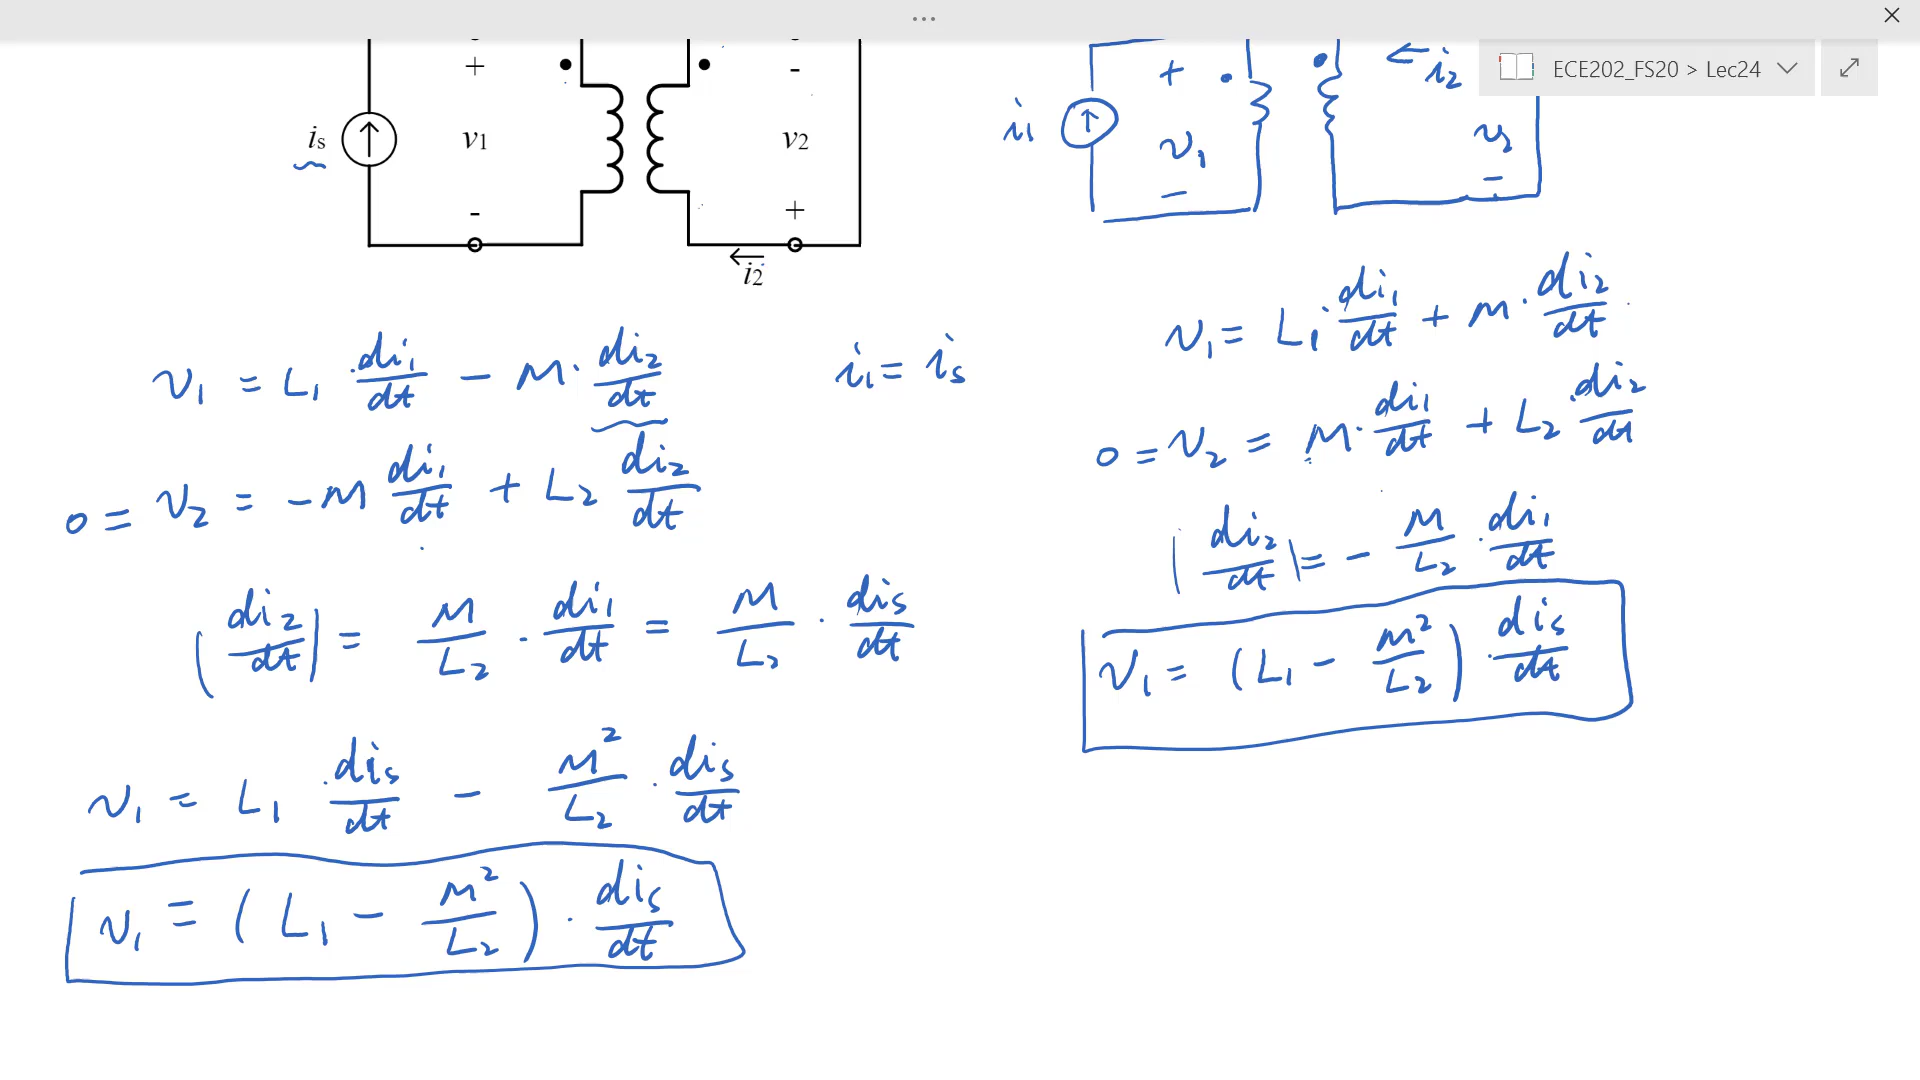 ECE202_FS20 > Lec24
+
-
is
v1
v2
-
+
i2
+
i2
i1
v1
v2
-
-
v1 = L1 · di1/dt - M · di2/dt
i1 = is
0 = v2 = -M di1/dt + L2 di2/dt
(di2/dt) = M/L2 · di1/dt = M/L2 · dis/dt
v1 = L1 · dis/dt - M²/L2 · dis/dt
v1 = (L1 - M²/L2) · dis/dt
v1 = L1 · di1/dt + M · di2/dt
0 = v2 = M · di1/dt + L2 · di2/dt
(di2/dt) = - M/L2 · di1/dt
v1 = (L1 - M²/L2) · dis/dt